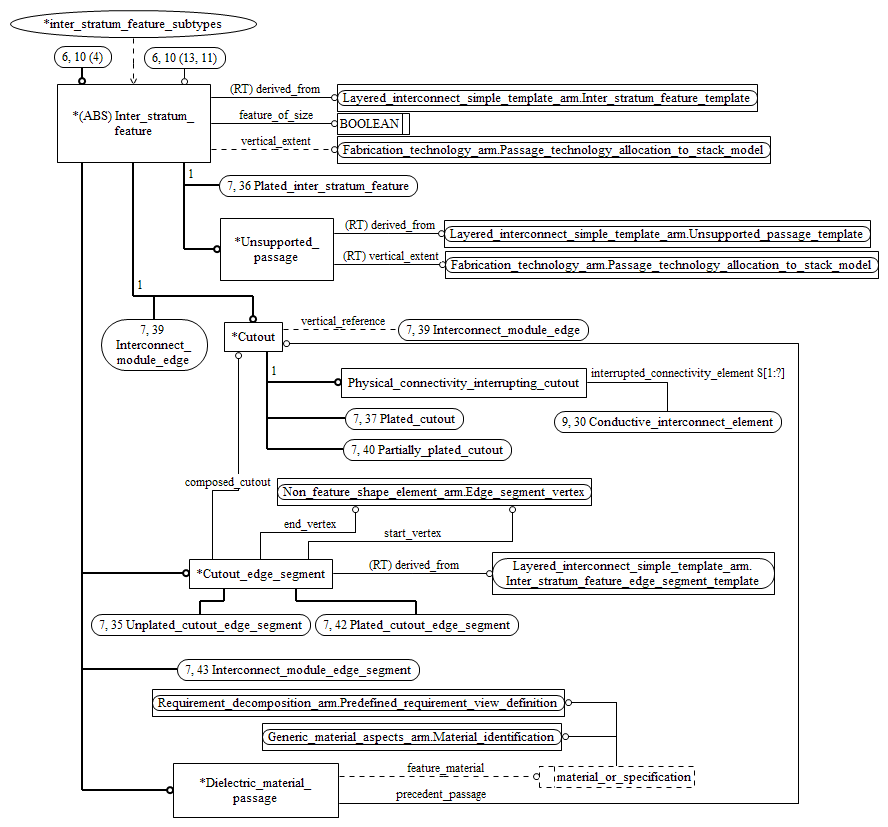 *inter_stratum_feature_subtypes
6, 10 (4)
6, 10 (13, 11)
*(ABS) Inter_stratum_
feature
(RT) derived_from
Layered_interconnect_simple_template_arm.Inter_stratum_feature_template
feature_of_size
BOOLEAN
vertical_extent
Fabrication_technology_arm.Passage_technology_allocation_to_stack_model
1
7, 36 Plated_inter_stratum_feature
*Unsupported_
passage
(RT) derived_from
Layered_interconnect_simple_template_arm.Unsupported_passage_template
(RT) vertical_extent
Fabrication_technology_arm.Passage_technology_allocation_to_stack_model
1
7, 39
Interconnect_
module_edge
*Cutout
vertical_reference
7, 39 Interconnect_module_edge
1
Physical_connectivity_interrupting_cutout
interrupted_connectivity_element S[1:?]
7, 37 Plated_cutout
9, 30 Conductive_interconnect_element
7, 40 Partially_plated_cutout
composed_cutout
Non_feature_shape_element_arm.Edge_segment_vertex
end_vertex
start_vertex
*Cutout_edge_segment
(RT) derived_from
Layered_interconnect_simple_template_arm.
Inter_stratum_feature_edge_segment_template
7, 35 Unplated_cutout_edge_segment
7, 42 Plated_cutout_edge_segment
7, 43 Interconnect_module_edge_segment
Requirement_decomposition_arm.Predefined_requirement_view_definition
Generic_material_aspects_arm.Material_identification
*Dielectric_material_
passage
feature_material
material_or_specification
precedent_passage